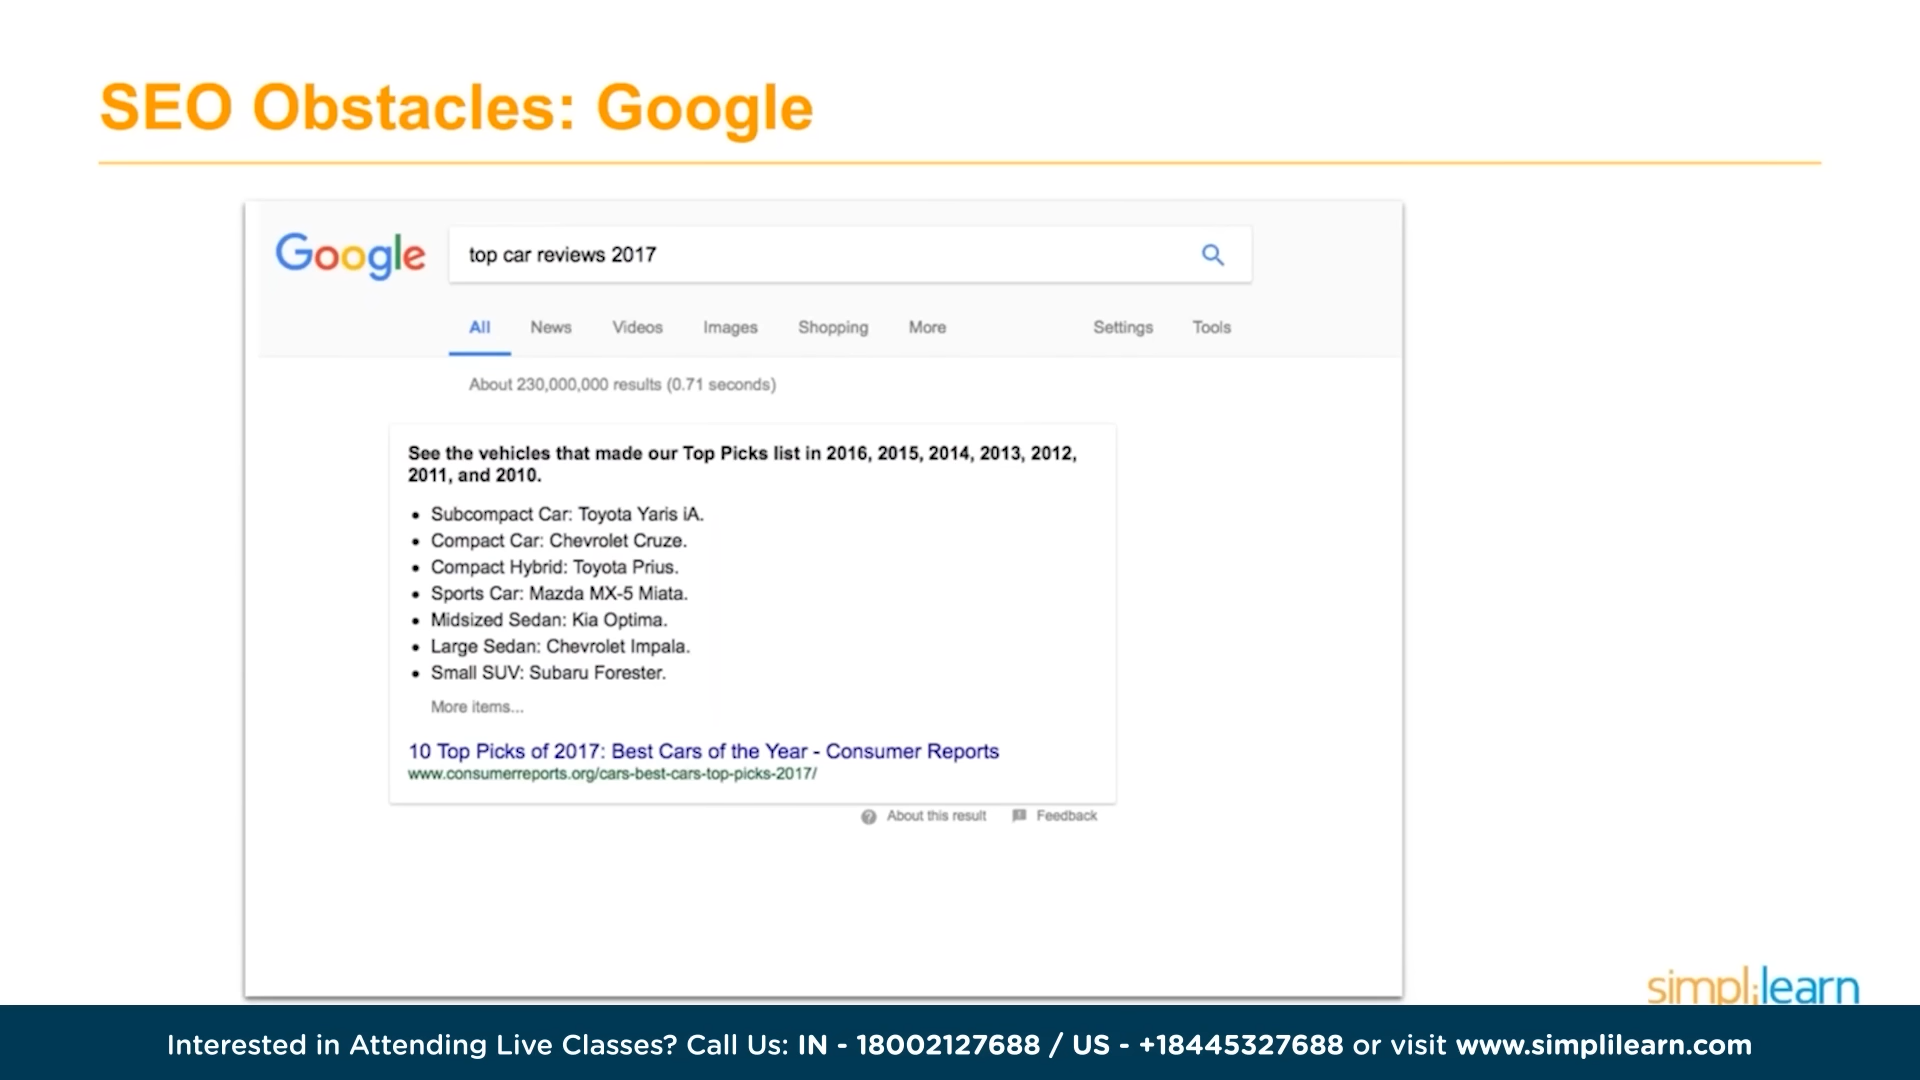 SEO Obstacles: Google
Google
top car reviews 2017
All News Videos Images Shopping More Settings Tools
About 230,000,000 results (0.71 seconds)
See the vehicles that made our Top Picks list in 2016, 2015, 2014, 2013, 2012,
2011, and 2010.
• Subcompact Car: Toyota Yaris iA.
• Compact Car: Chevrolet Cruze.
• Compact Hybrid: Toyota Prius.
• Sports Car: Mazda MX-5 Miata.
• Midsized Sedan: Kia Optima.
• Large Sedan: Chevrolet Impala.
• Small SUV: Subaru Forester.
More items...
10 Top Picks of 2017: Best Cars of the Year - Consumer Reports
www.consumerreports.org/cars-best-cars-top-picks-2017/
About this result Feedback
simplilearn
Interested in Attending Live Classes? Call Us: IN - 18002127688 / US - +18445327688 or visit www.simplilearn.com